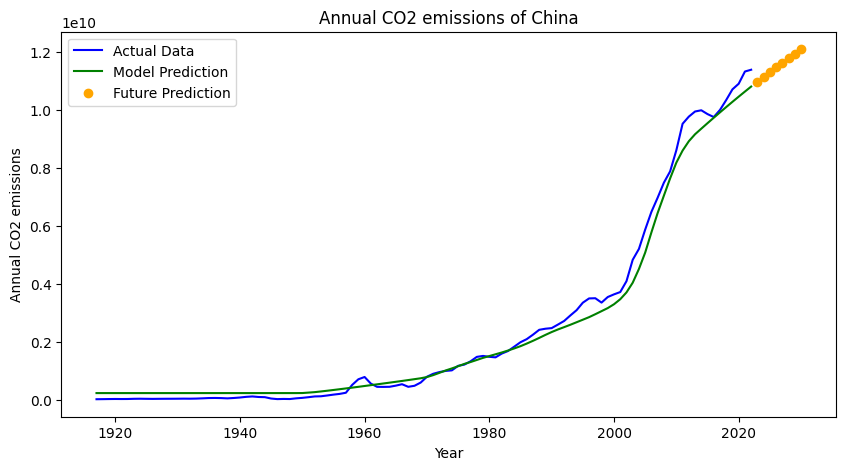 Annual CO2 emissions of China
1e10
Actual Data
Model Prediction
Future Prediction
1.2
1.0
0.8
0.6
0.4
0.2
0.0
Annual CO2 emissions
1920 1940 1960 1980 2000 2020
Year